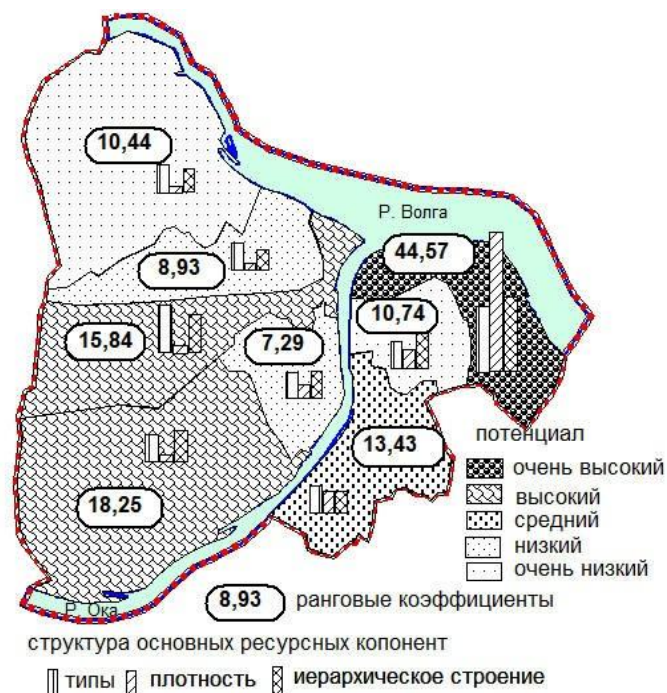 10,44
Р. Волга
44,57
8,93
10,74
15,84
7,29
потенциал
13,43
очень высокий
высокий
18,25
средний
низкий
очень низкий
8,93 ранговые коэффициенты
Р. Ока
структура основных ресурсных копонент
типы плотность иерархическое строение